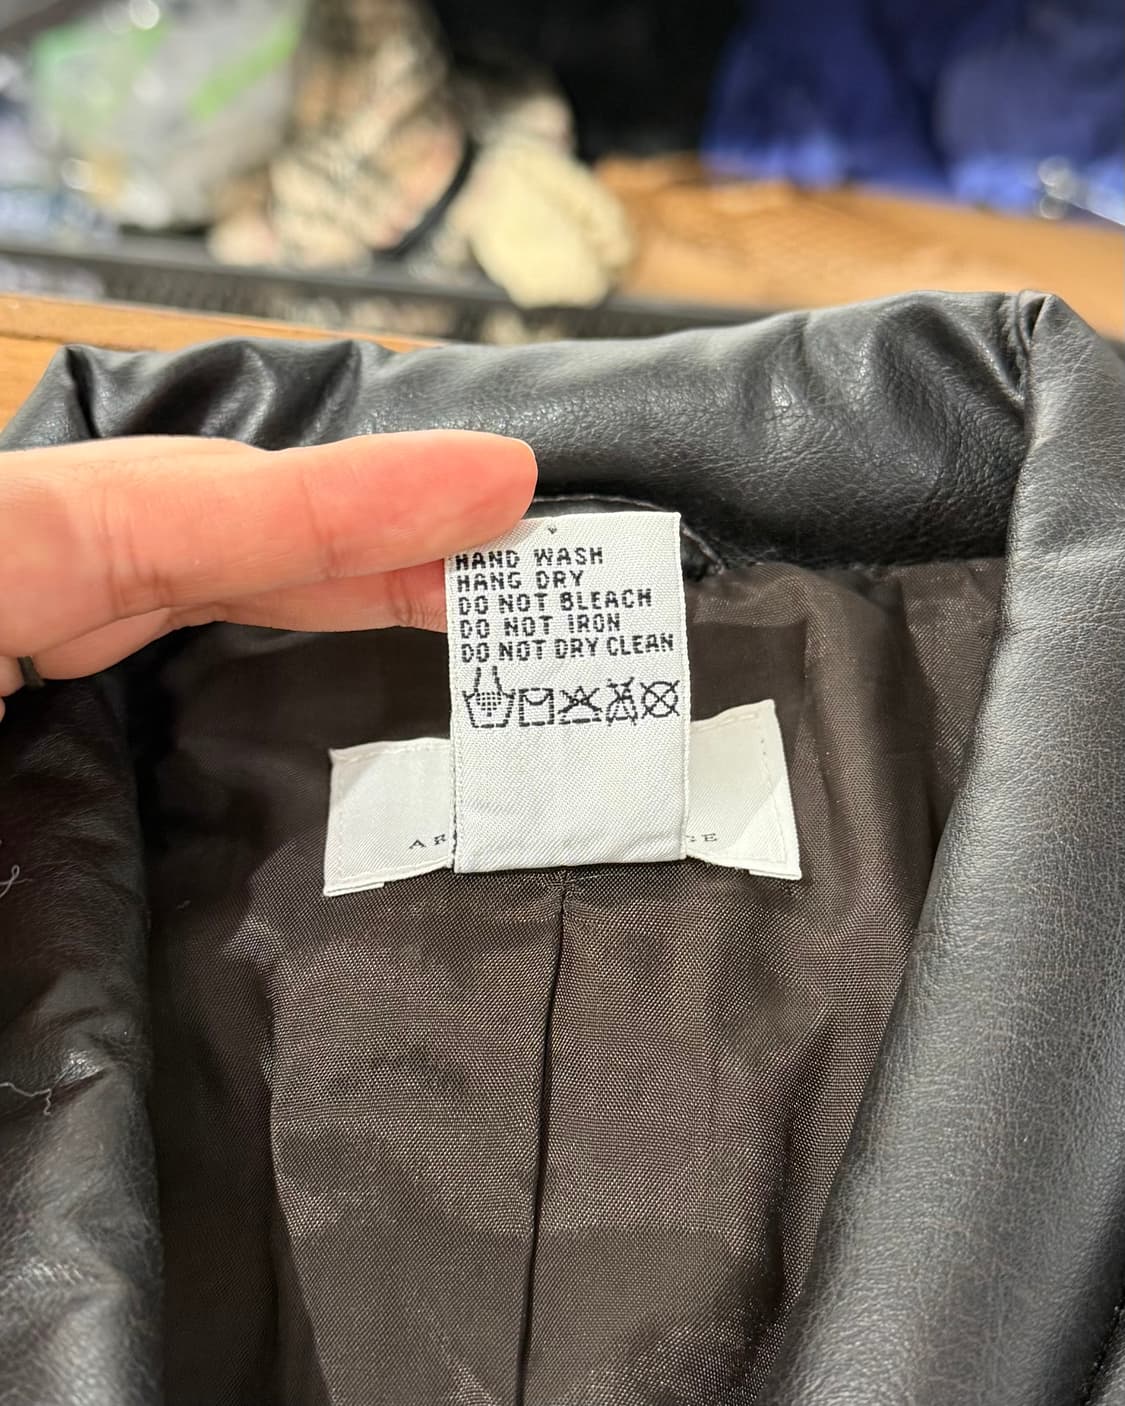 HAND WASH
HANG DRY
DO NOT BLEACH
DO NOT IRON
DO NOT DRY CLEAN